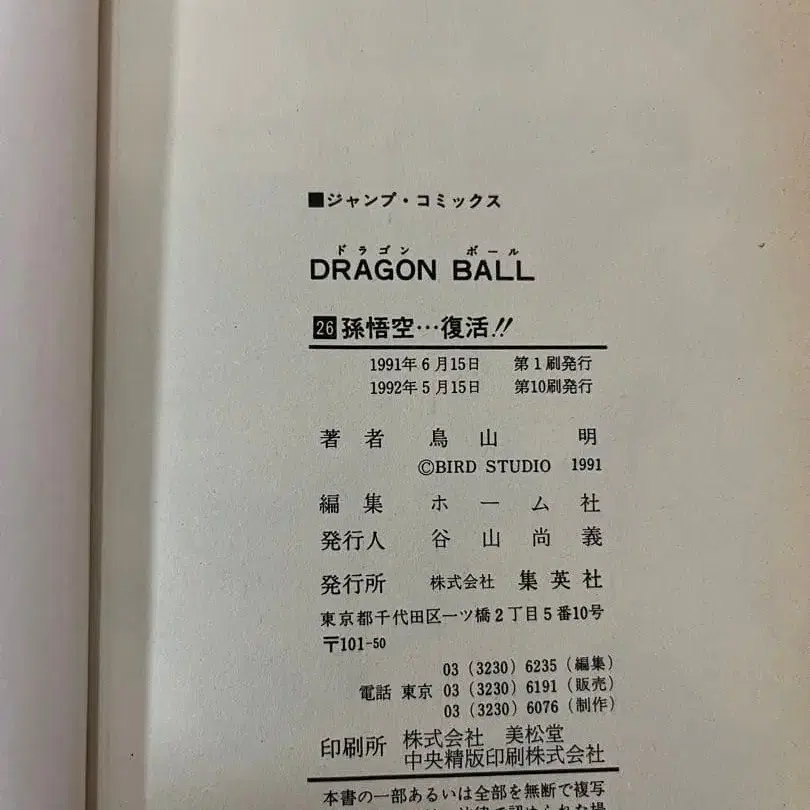 ■ジャンプ・コミックス
ドラゴン ボール
DRAGON BALL
26 孫悟空…復活!!
1991年6月15日 第1刷発行
1992年5月15日 第10刷発行
著者 鳥山 明
©BIRD STUDIO 1991
編集 ホーム社
発行人 谷山尚義
発行所 株式会社 集英社
東京都千代田区一ツ橋2丁目5番10号
〒101-50
03 (3230) 6235 (編集)
電話 東京 03 (3230) 6191 (販売)
03 (3230) 6076 (制作)
印刷所 株式会社 美松堂
中央精版印刷株式会社
本書の一部あるいは全部を無断で複写